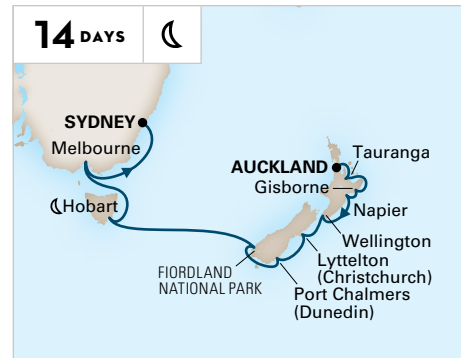 14 DAYS
SYDNEY
Melbourne
Hobart
AUCKLAND
Tauranga
Gisborne
Napier
Wellington
Lyttelton
(Christchurch)
Port Chalmers
(Dunedin)
FIORDLAND
NATIONAL PARK